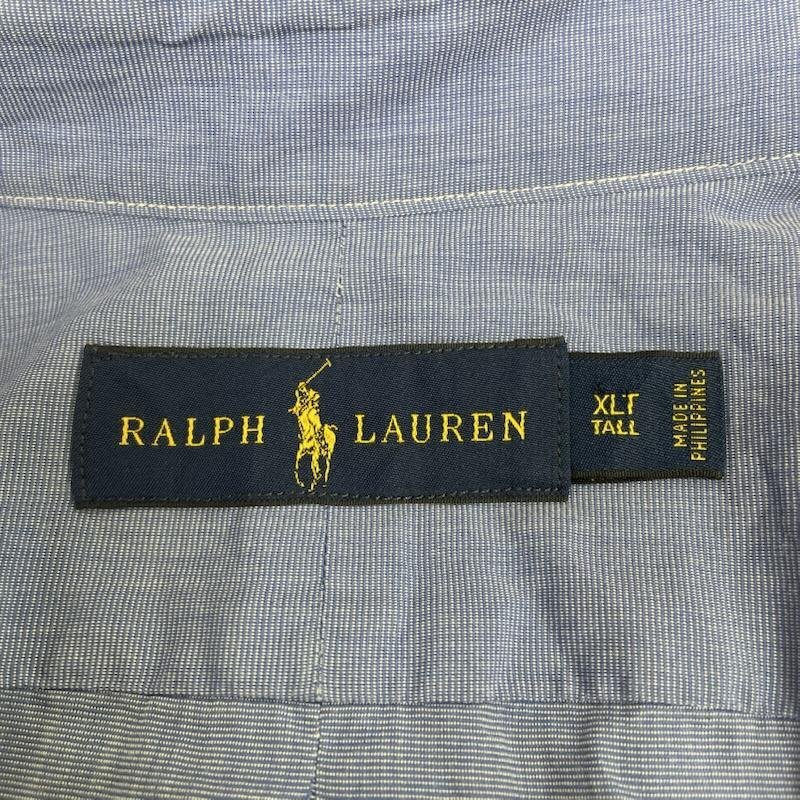 RALPH LAUREN
XLT
TALL
MADE IN
PHILIPPINES